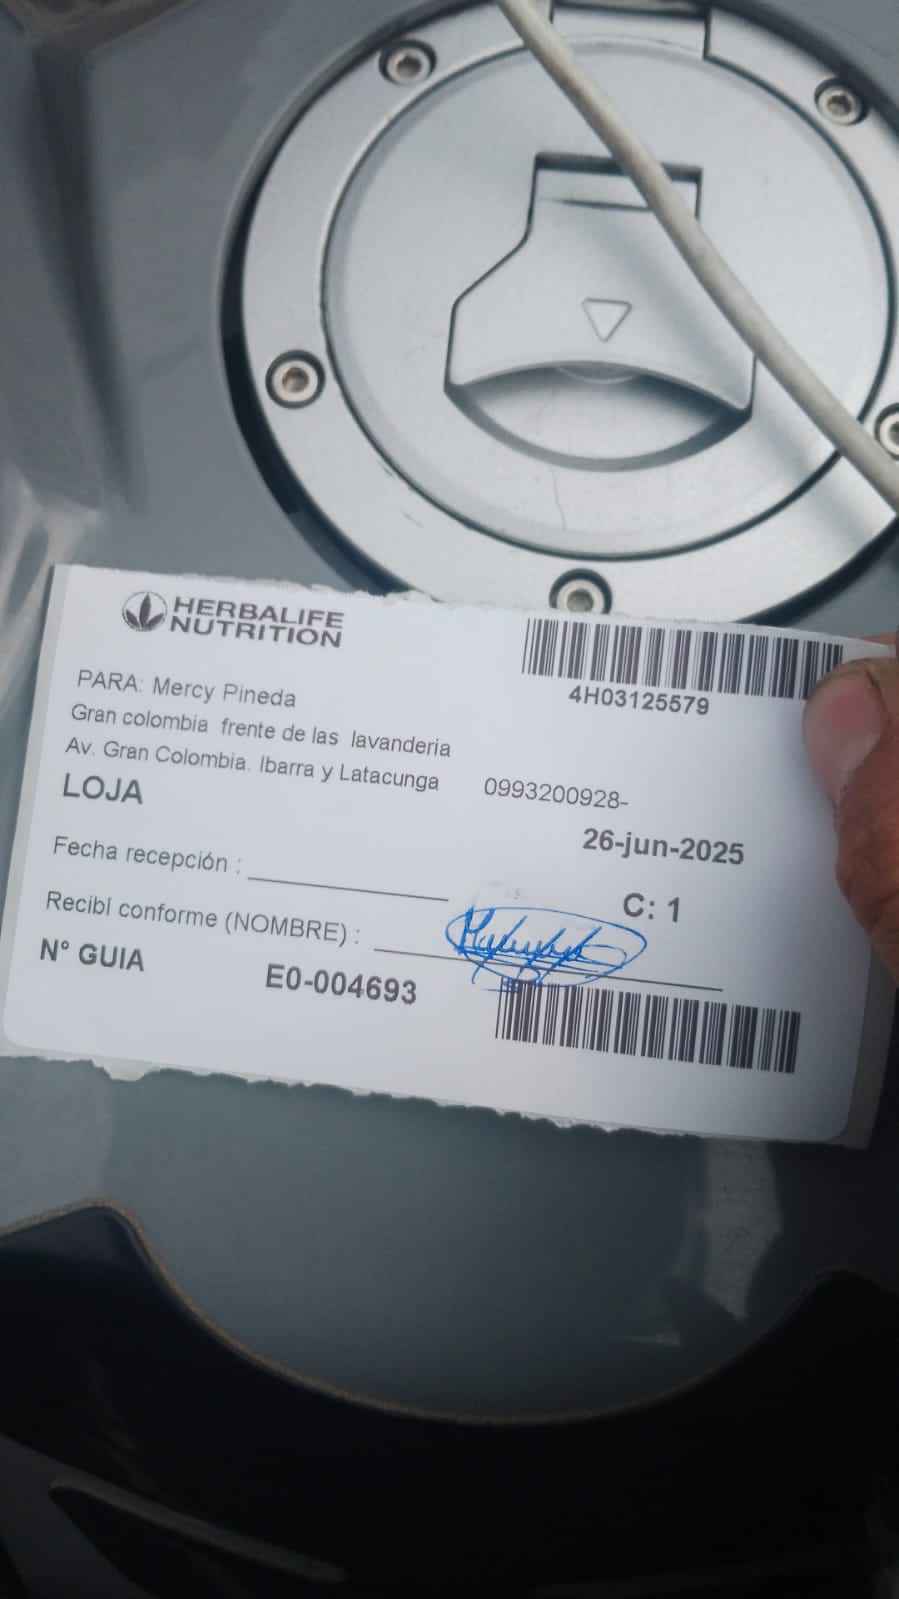 HERBALIFE
NUTRITION
4H03125579
PARA: Mercy Pineda
Gran colombia frente de las lavanderia
Av. Gran Colombia. Ibarra y Latacunga 0993200928-
LOJA
26-jun-2025
Fecha recepción :
C: 1
Recibl conforme (NOMBRE) :
N° GUIA E0-004693